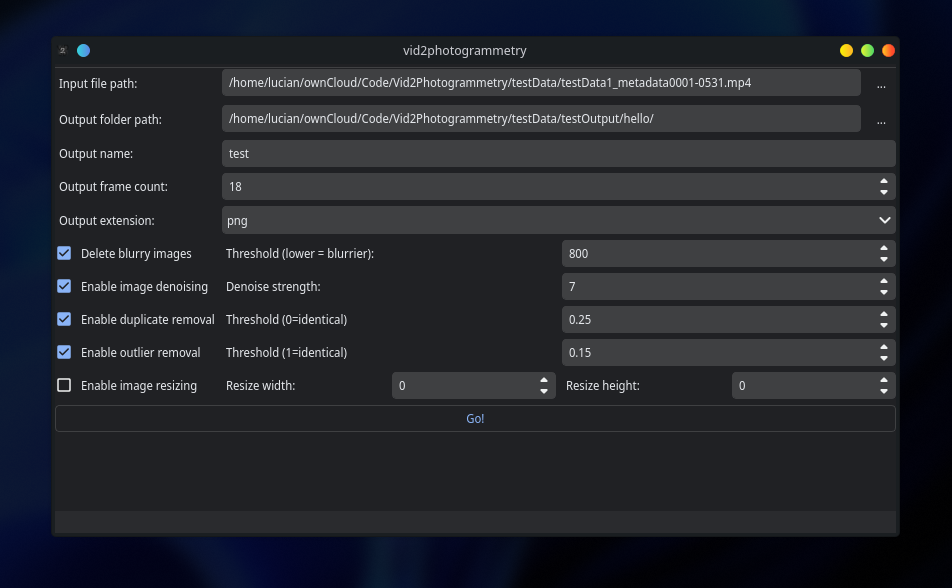 vid2photogrammetry
Input file path: /home/lucian/ownCloud/Code/Vid2Photogrammetry/testData/testData1_metadata0001-0531.mp4 ...
Output folder path: /home/lucian/ownCloud/Code/Vid2Photogrammetry/testData/testOutput/hello/ ...
Output name: test
Output frame count: 18
Output extension: png
Delete blurry images Threshold (lower = blurrier): 800
Enable image denoising Denoise strength: 7
Enable duplicate removal Threshold (0=identical) 0.25
Enable outlier removal Threshold (1=identical) 0.15
Enable image resizing Resize width: 0 Resize height: 0
Go!